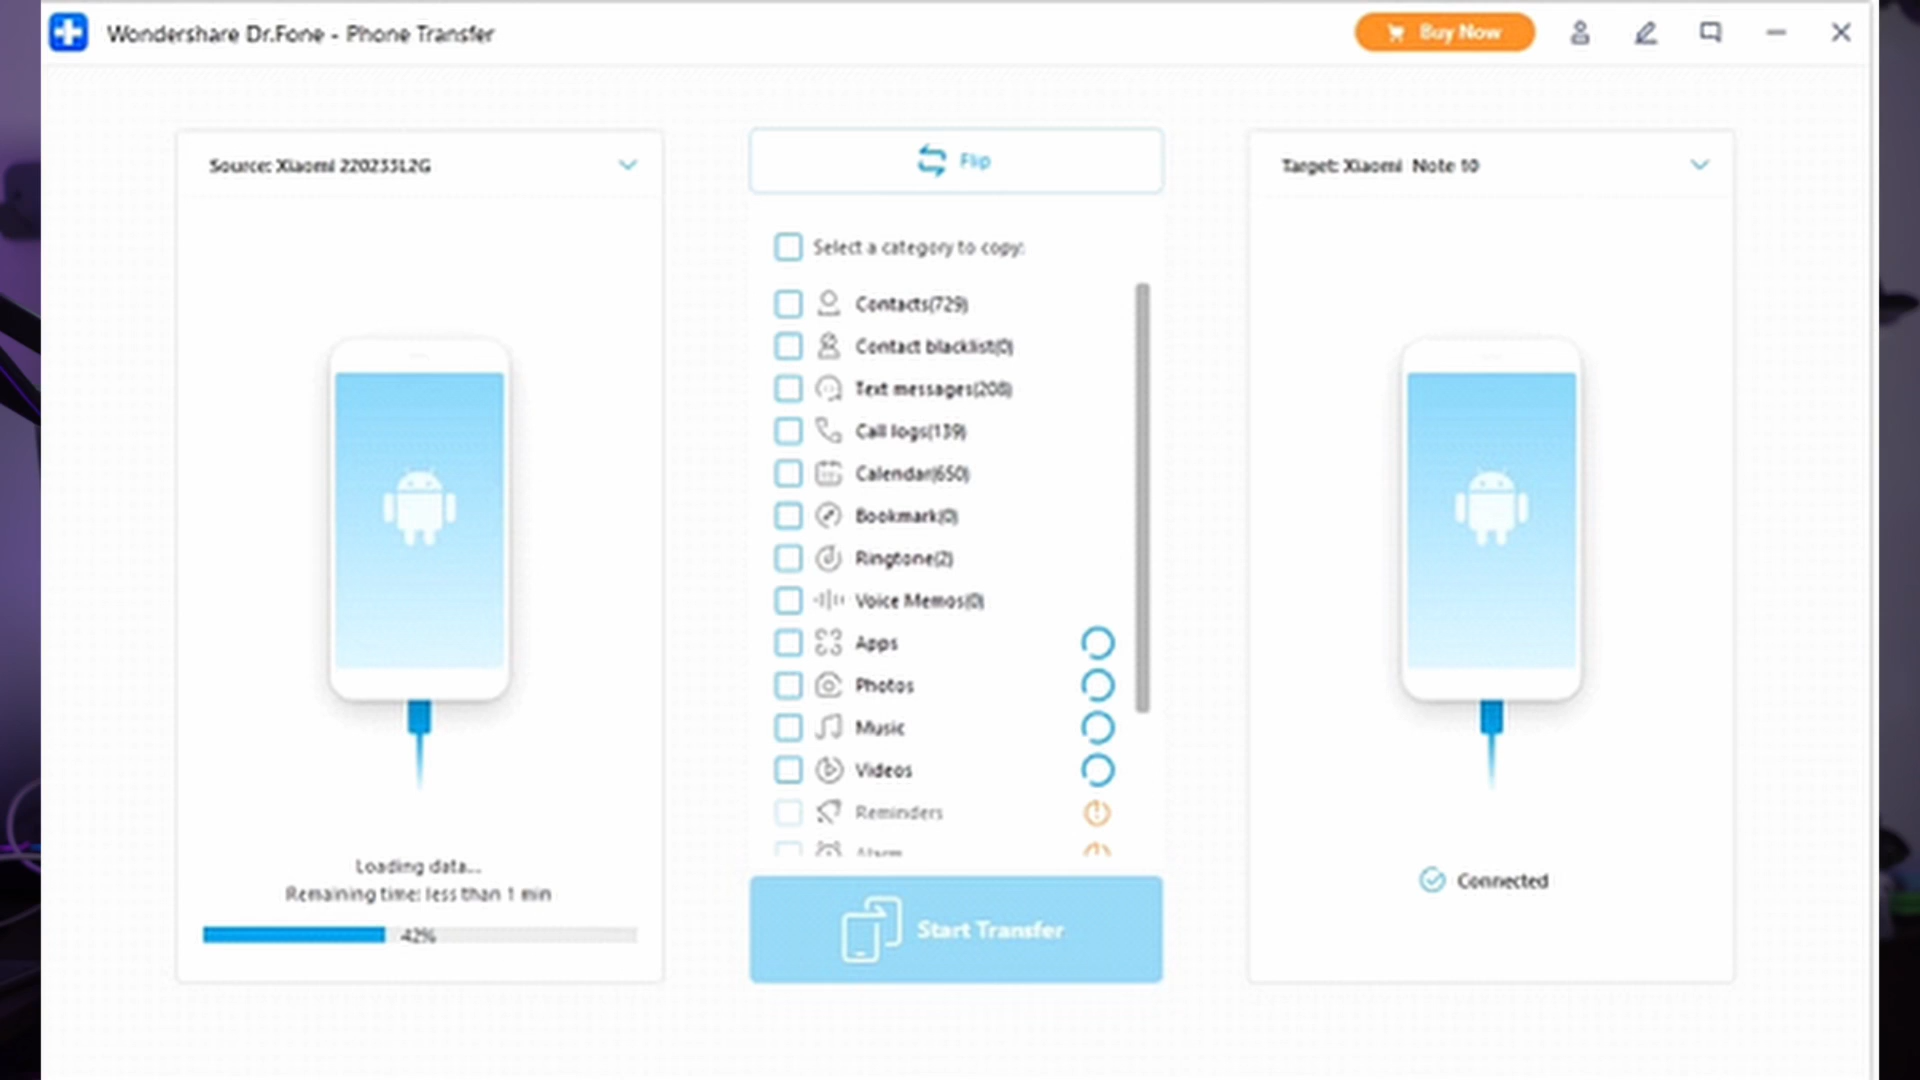 Wondershare Dr.Fone - Phone Transfer
Buy Now
Source: Xiaomi 22023312G
Flip
Target: Xiaomi Note 10
Select a category to copy:
Contacts(729)
Contact blacklist(0)
Text messages(208)
Call logs(139)
Calendar(650)
Bookmark(0)
Ringtone(2)
Voice Memos(0)
Apps
Photos
Music
Videos
Reminders
Alarm
Loading data...
Remaining time: less than 1 min
42%
Connected
Start Transfer